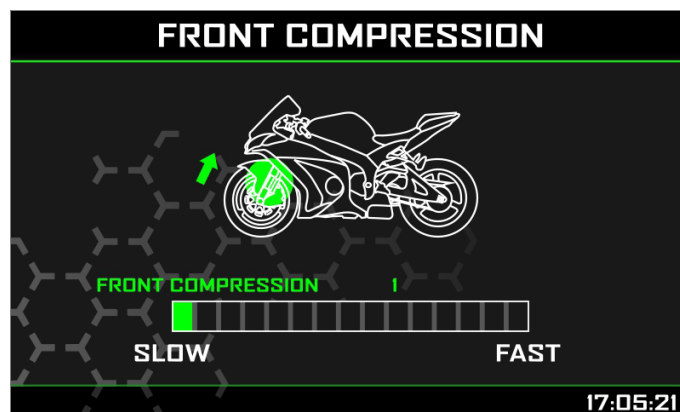 FRONT COMPRESSION
FRONT COMPRESSION 1
SLOW FAST
17:05:21